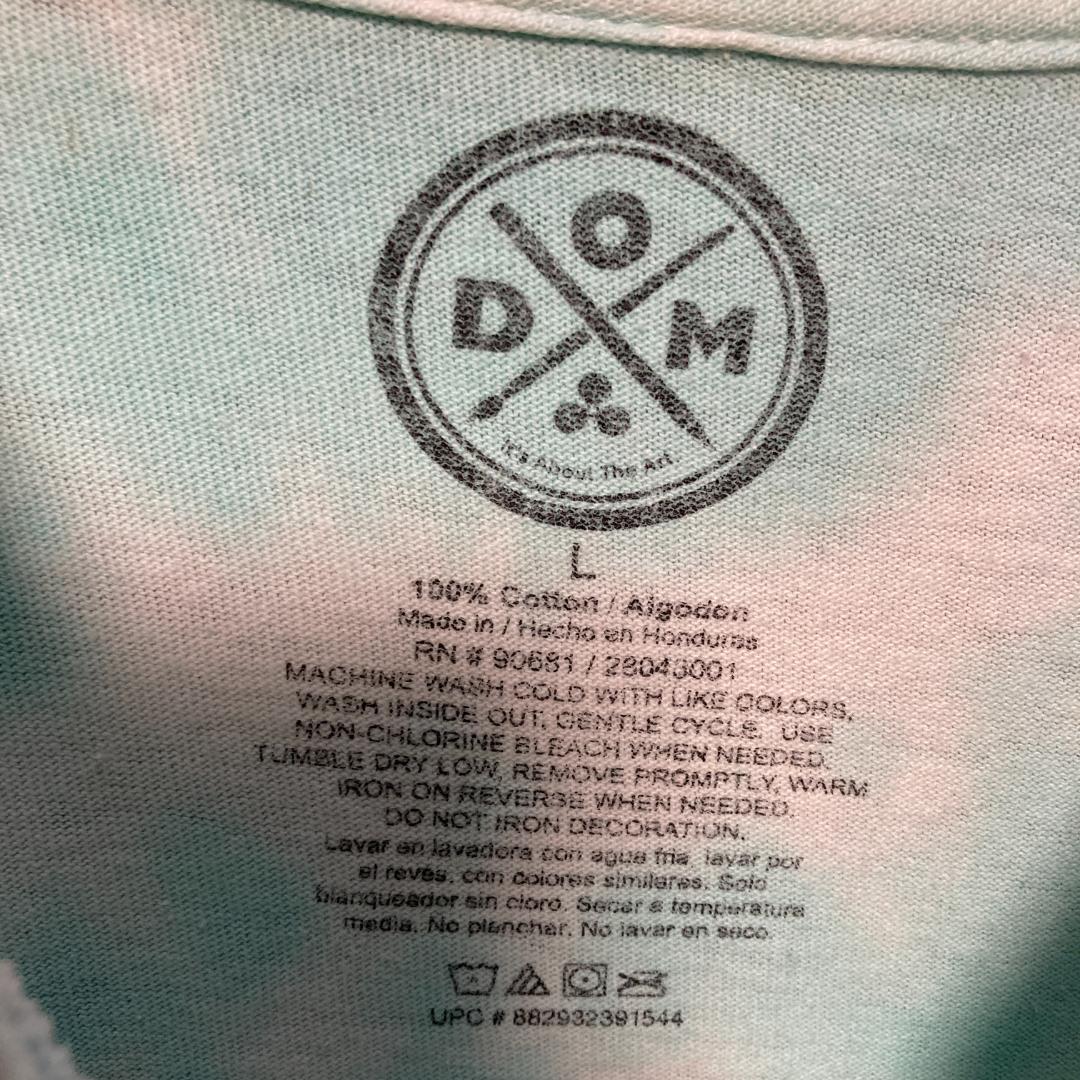 D O M
It's About The Art
L
100% Cotton / Algodon
Made in / Hecho en Honduras
RN # 90681 / 28043001
MACHINE WASH COLD WITH LIKE COLORS,
WASH INSIDE OUT, GENTLE CYCLE. USE
NON-CHLORINE BLEACH WHEN NEEDED.
TUMBLE DRY LOW, REMOVE PROMPTLY, WARM
IRON ON REVERSE WHEN NEEDED.
DO NOT IRON DECORATION.
Lavar en lavadora con agua fria, lavar por
el reves, con colores similares. Solo
blanqueador sin cloro. Secar a temperatura
media. No planchar. No lavar en seco.
UPC # 882932391544